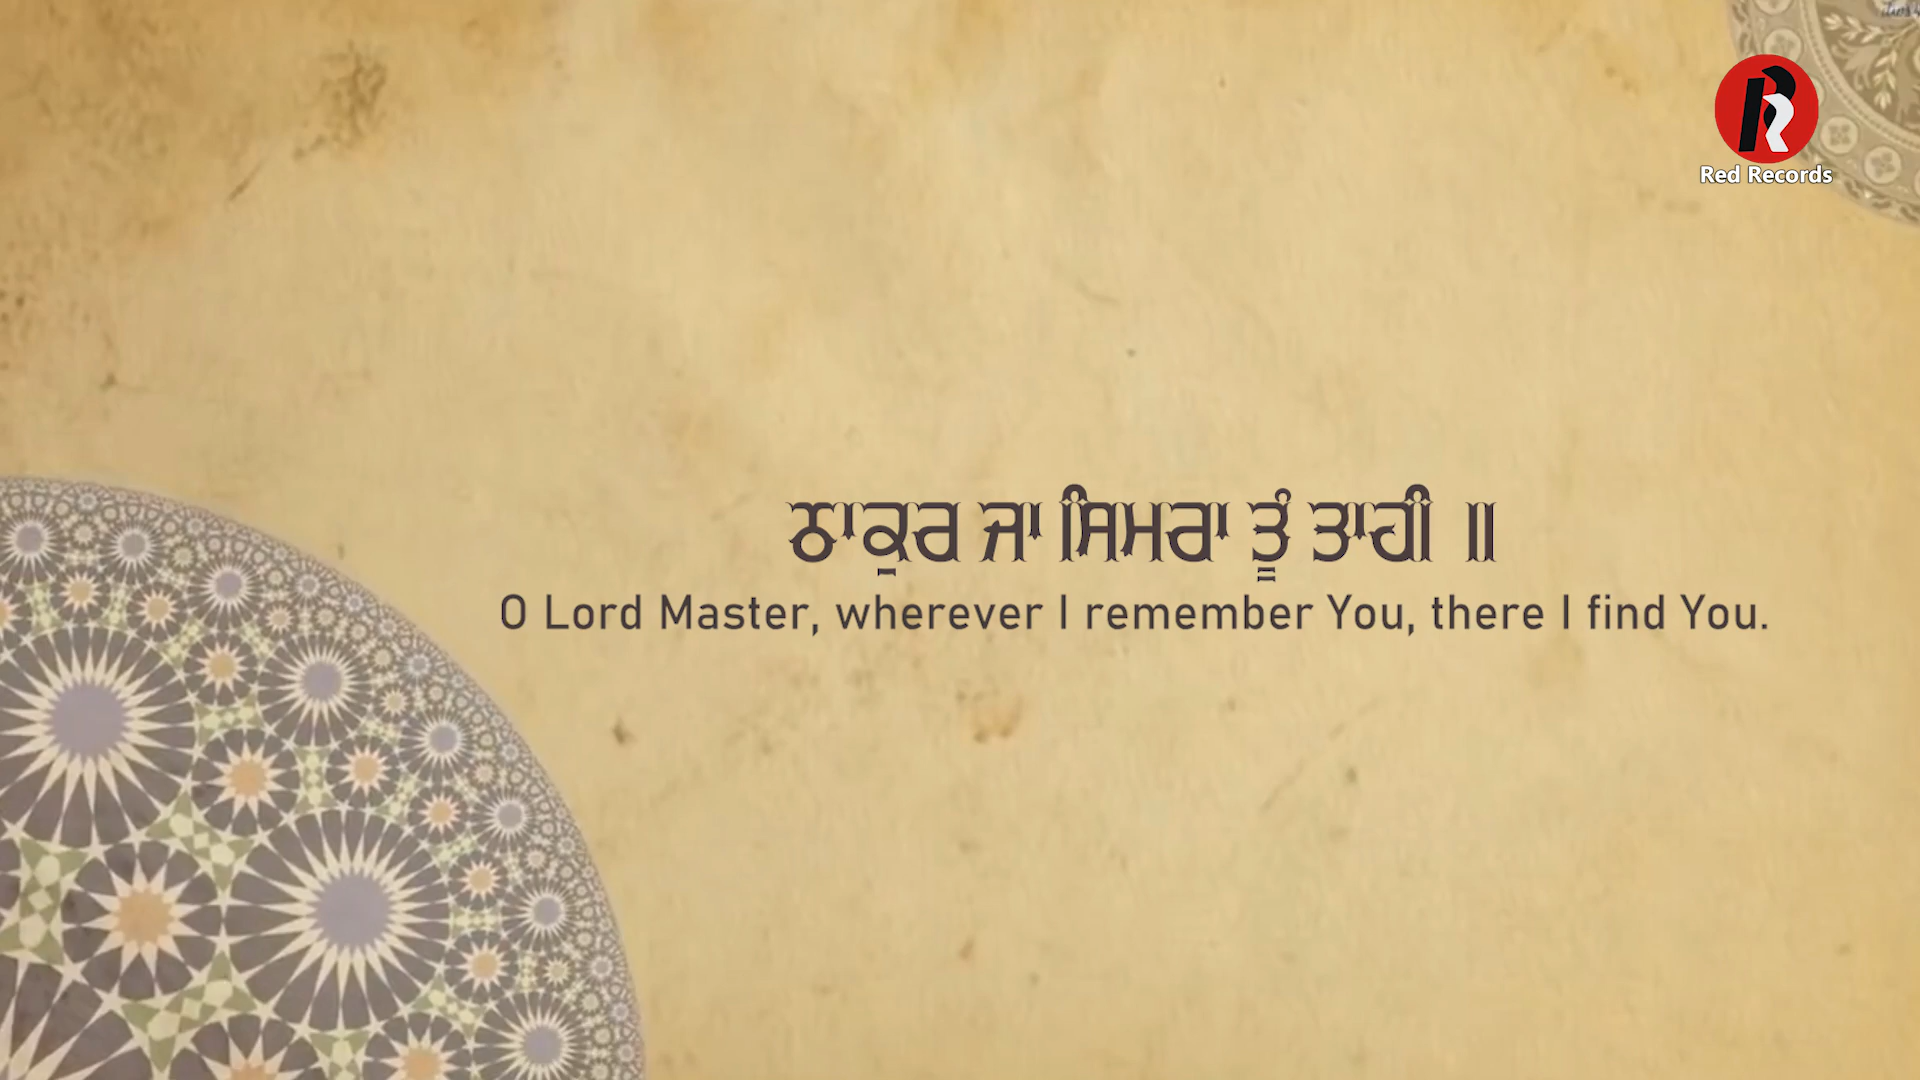 Red Records
ਠਾਕੁਰ ਜਾ ਸਿਮਰਾ ਤੂੰ ਤਾਹੀ ॥
O Lord Master, wherever I remember You, there I find You.